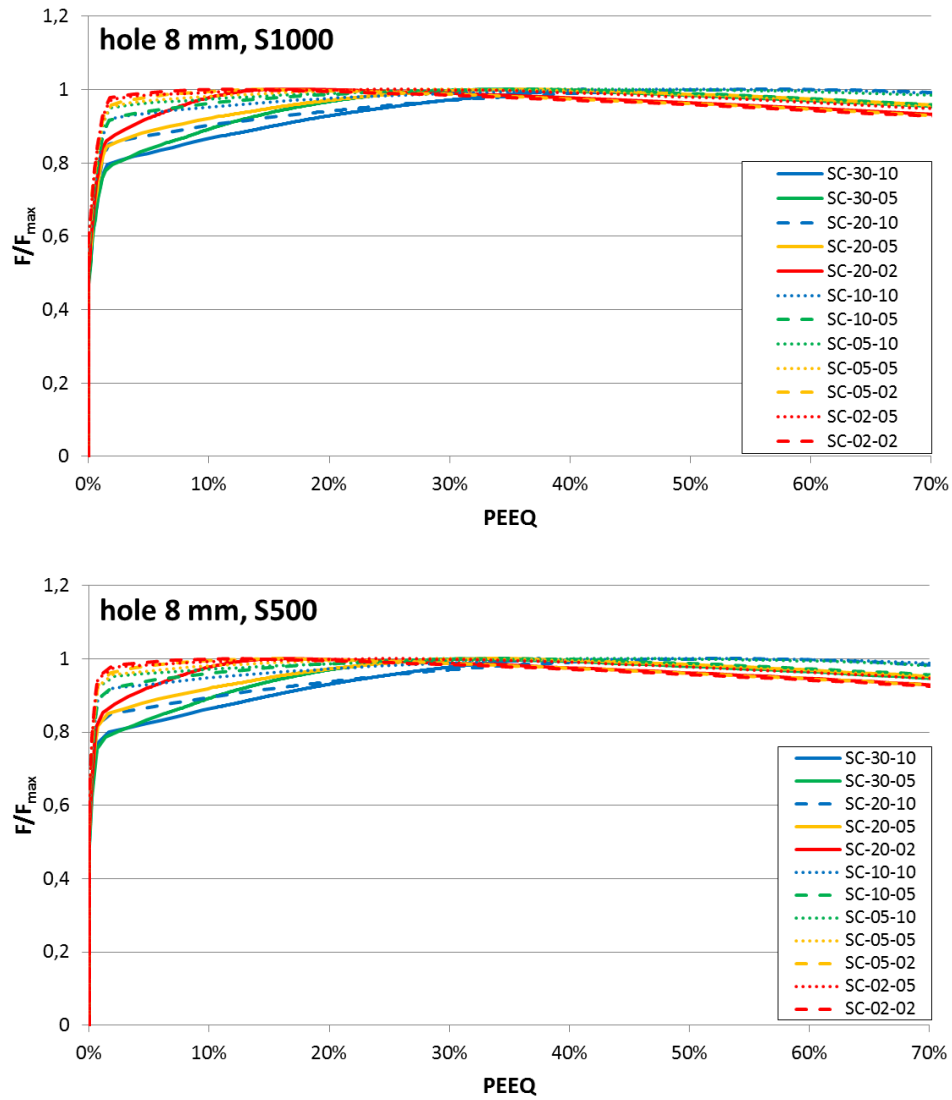 hole 8 mm, S1000
1,2
1
0,8
0,6
0,4
0,2
0
F/Fmax
0% 10% 20% 30% 40% 50% 60% 70%
PEEQ
SC-30-10
SC-30-05
SC-20-10
SC-20-05
SC-20-02
SC-10-10
SC-10-05
SC-05-10
SC-05-05
SC-05-02
SC-02-05
SC-02-02
hole 8 mm, S500
1,2
1
0,8
0,6
0,4
0,2
0
F/Fmax
0% 10% 20% 30% 40% 50% 60% 70%
PEEQ
SC-30-10
SC-30-05
SC-20-10
SC-20-05
SC-20-02
SC-10-10
SC-10-05
SC-05-10
SC-05-05
SC-05-02
SC-02-05
SC-02-02